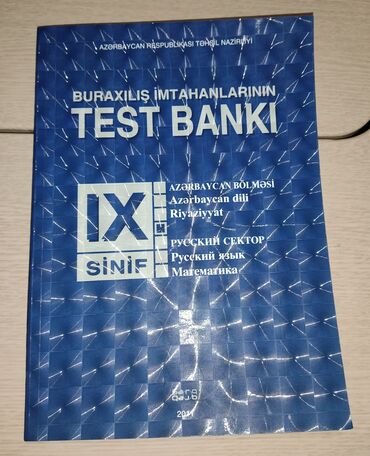 AZƏRBAYCAN RESPUBLİKASI TƏHSİL NAZİRLİYİ
BURAXILIŞ İMTAHANLARININ
TEST BANKI
IX
SİNİF
AZƏRBAYCAN BÖLMƏSİ
Azərbaycan dili
Riyaziyyat
РУССКИЙ СЕКТОР
Русский язык
Математика